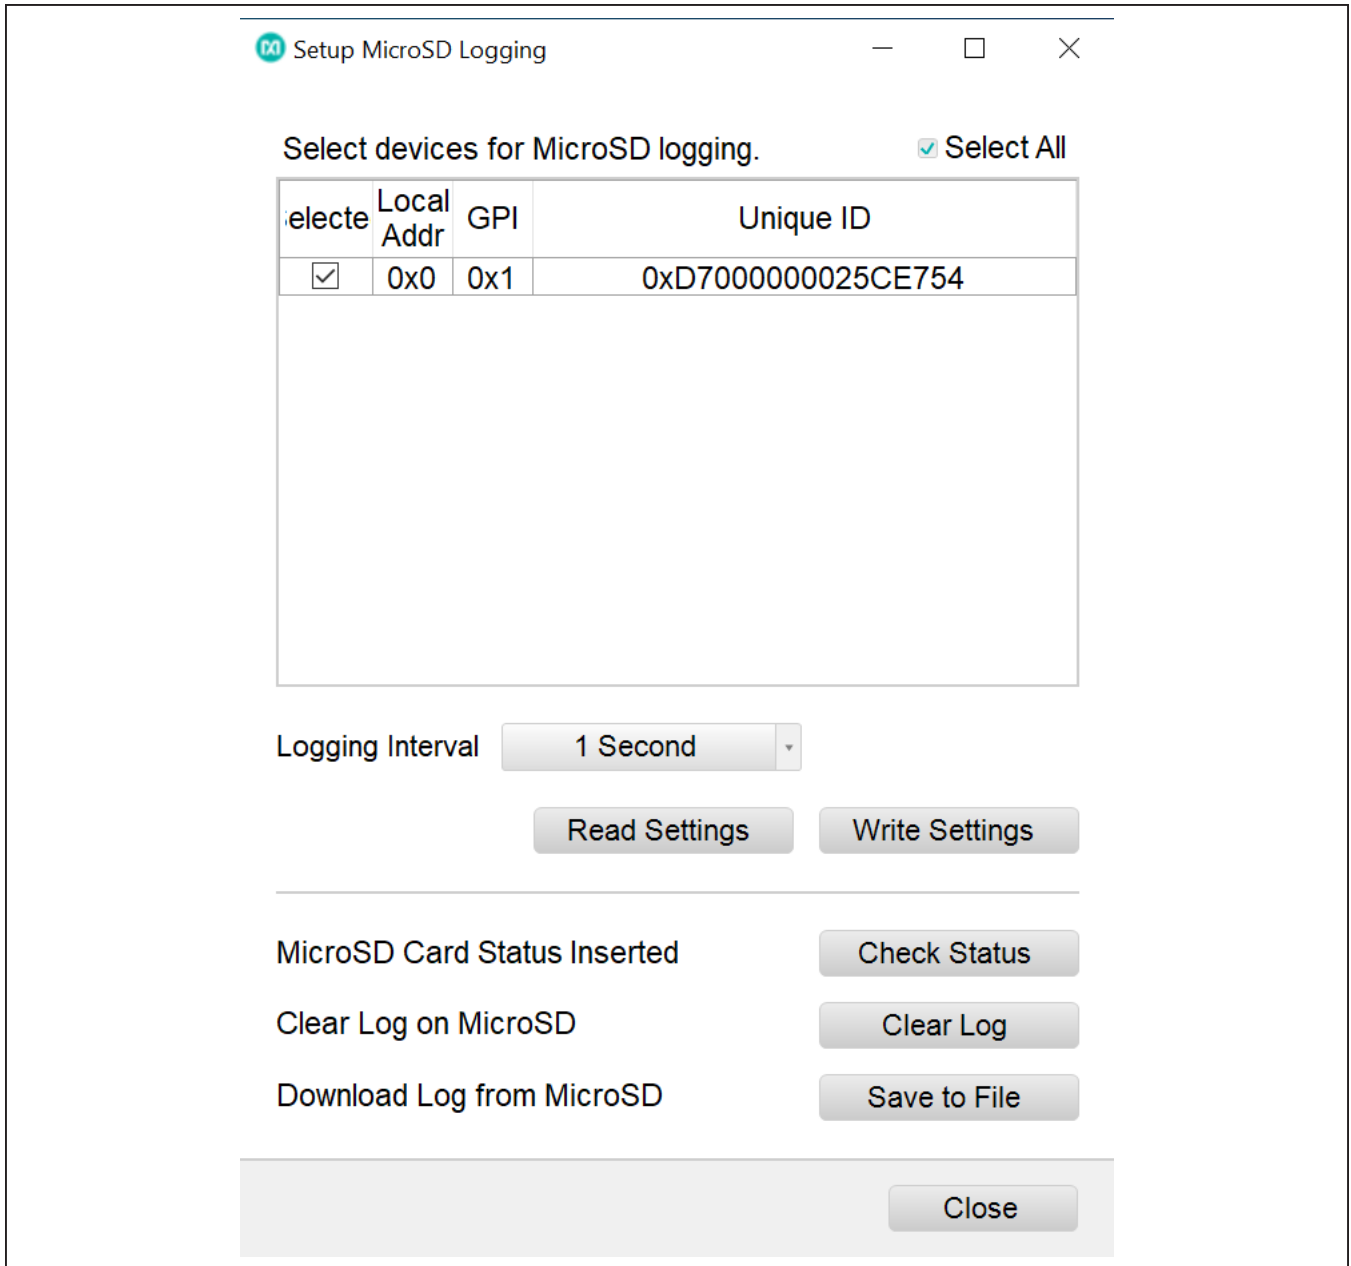 Setup MicroSD Logging
Select devices for MicroSD logging. Select All
electe Local Addr GPI Unique ID
0x0 0x1 0xD7000000025CE754
Logging Interval 1 Second
Read Settings Write Settings
MicroSD Card Status Inserted Check Status
Clear Log on MicroSD Clear Log
Download Log from MicroSD Save to File
Close